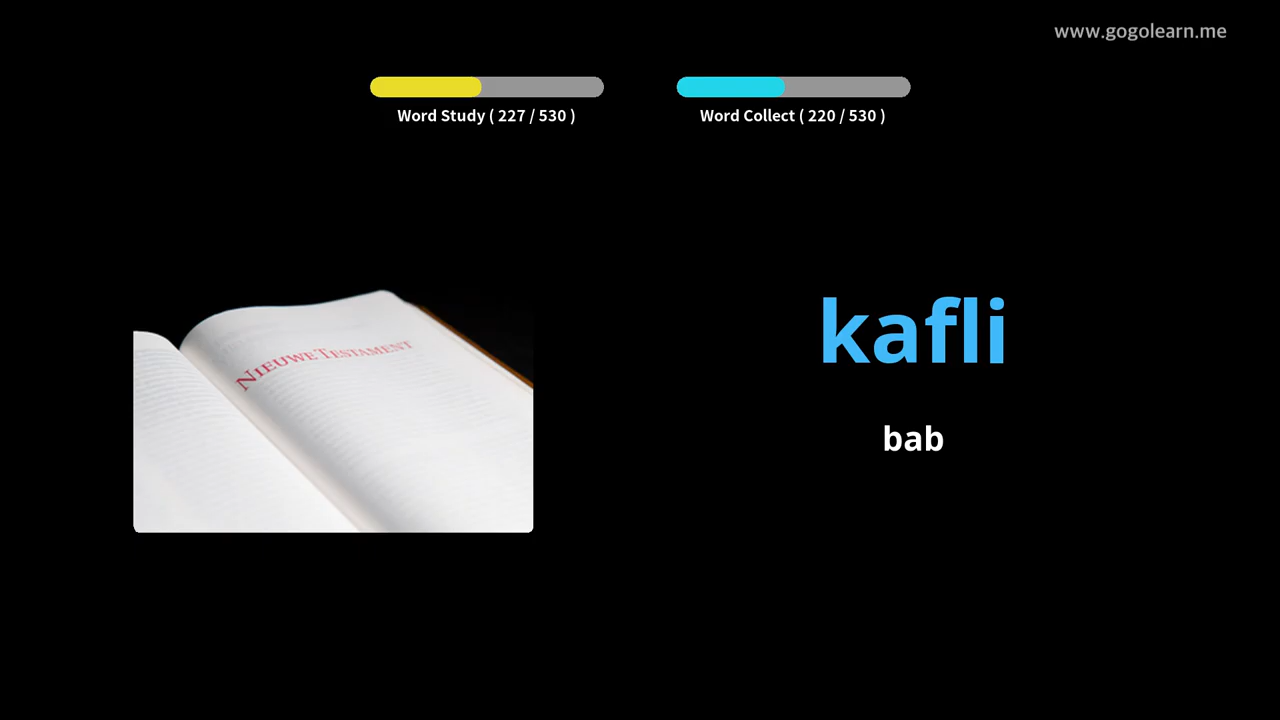 www.gogolearn.me
Word Study ( 227 / 530 )
Word Collect ( 220 / 530 )
NIEUWE TESTAMENT
kafli
bab